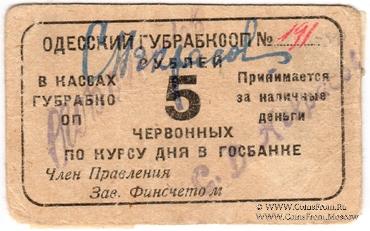 ОДЕССКИЙ ГУБРАБКООП № 191
РУБЛЕЙ
В КАССАХ
ГУБРАБКО
ОП
5
Принимается
за наличные
деньги
ЧЕРВОННЫХ
ПО КУРСУ ДНЯ В ГОСБАНКЕ
Член Правления
Зав. Финсчетом
© www.CoinsFrom.ru
CoinsFrom.Moscow